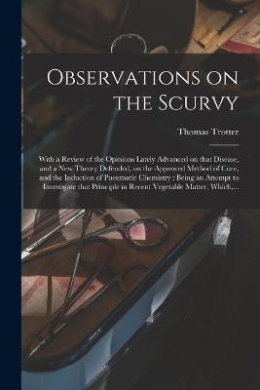 Observations on
the Scurvy
Thomas Trotter
With a Review of the Opinions Lately Advanced on that Disease,
and a New Theory Defended, on the Approved Method of Cure,
and the Induction of Pneumatic Chemistry : Being an Attempt to
Investigate that Principle in Recent Vegetable Matter, Which,...